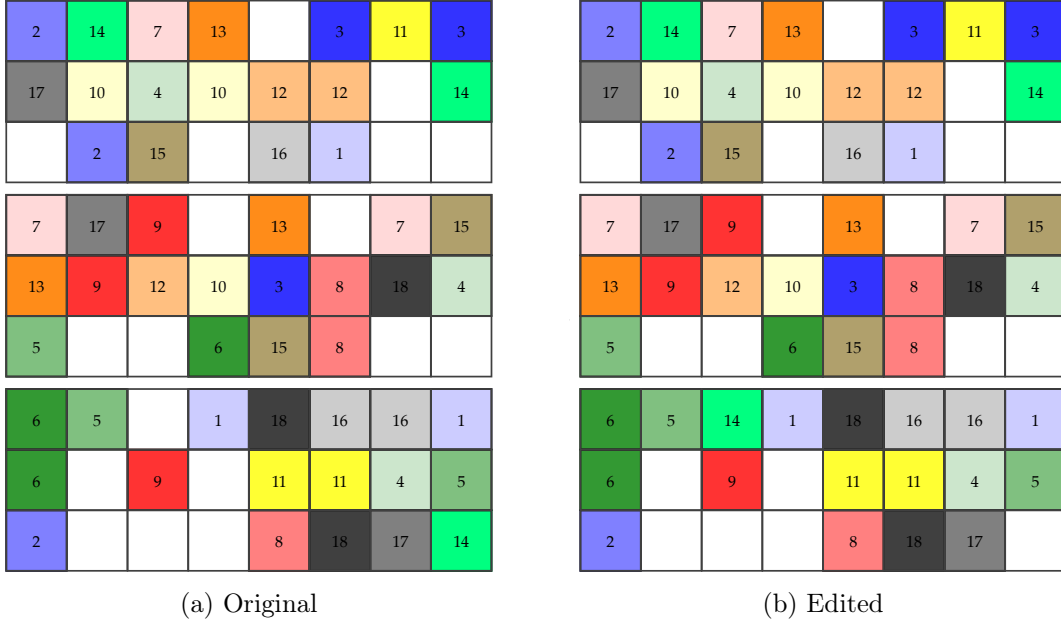 2 14 7 13 3 11 3
17 10 4 10 12 12 14
2 15 16 1
7 17 9 13 7 15
13 9 12 10 3 8 18 4
5 6 15 8
6 5 1 18 16 16 1
6 9 11 11 4 5
2 8 18 17 14
(a) Original
2 14 7 13 3 11 3
17 10 4 10 12 12 14
2 15 16 1
7 17 9 13 7 15
13 9 12 10 3 8 18 4
5 6 15 8
6 5 14 1 18 16 16 1
6 9 11 11 4 5
2 8 18 17
(b) Edited